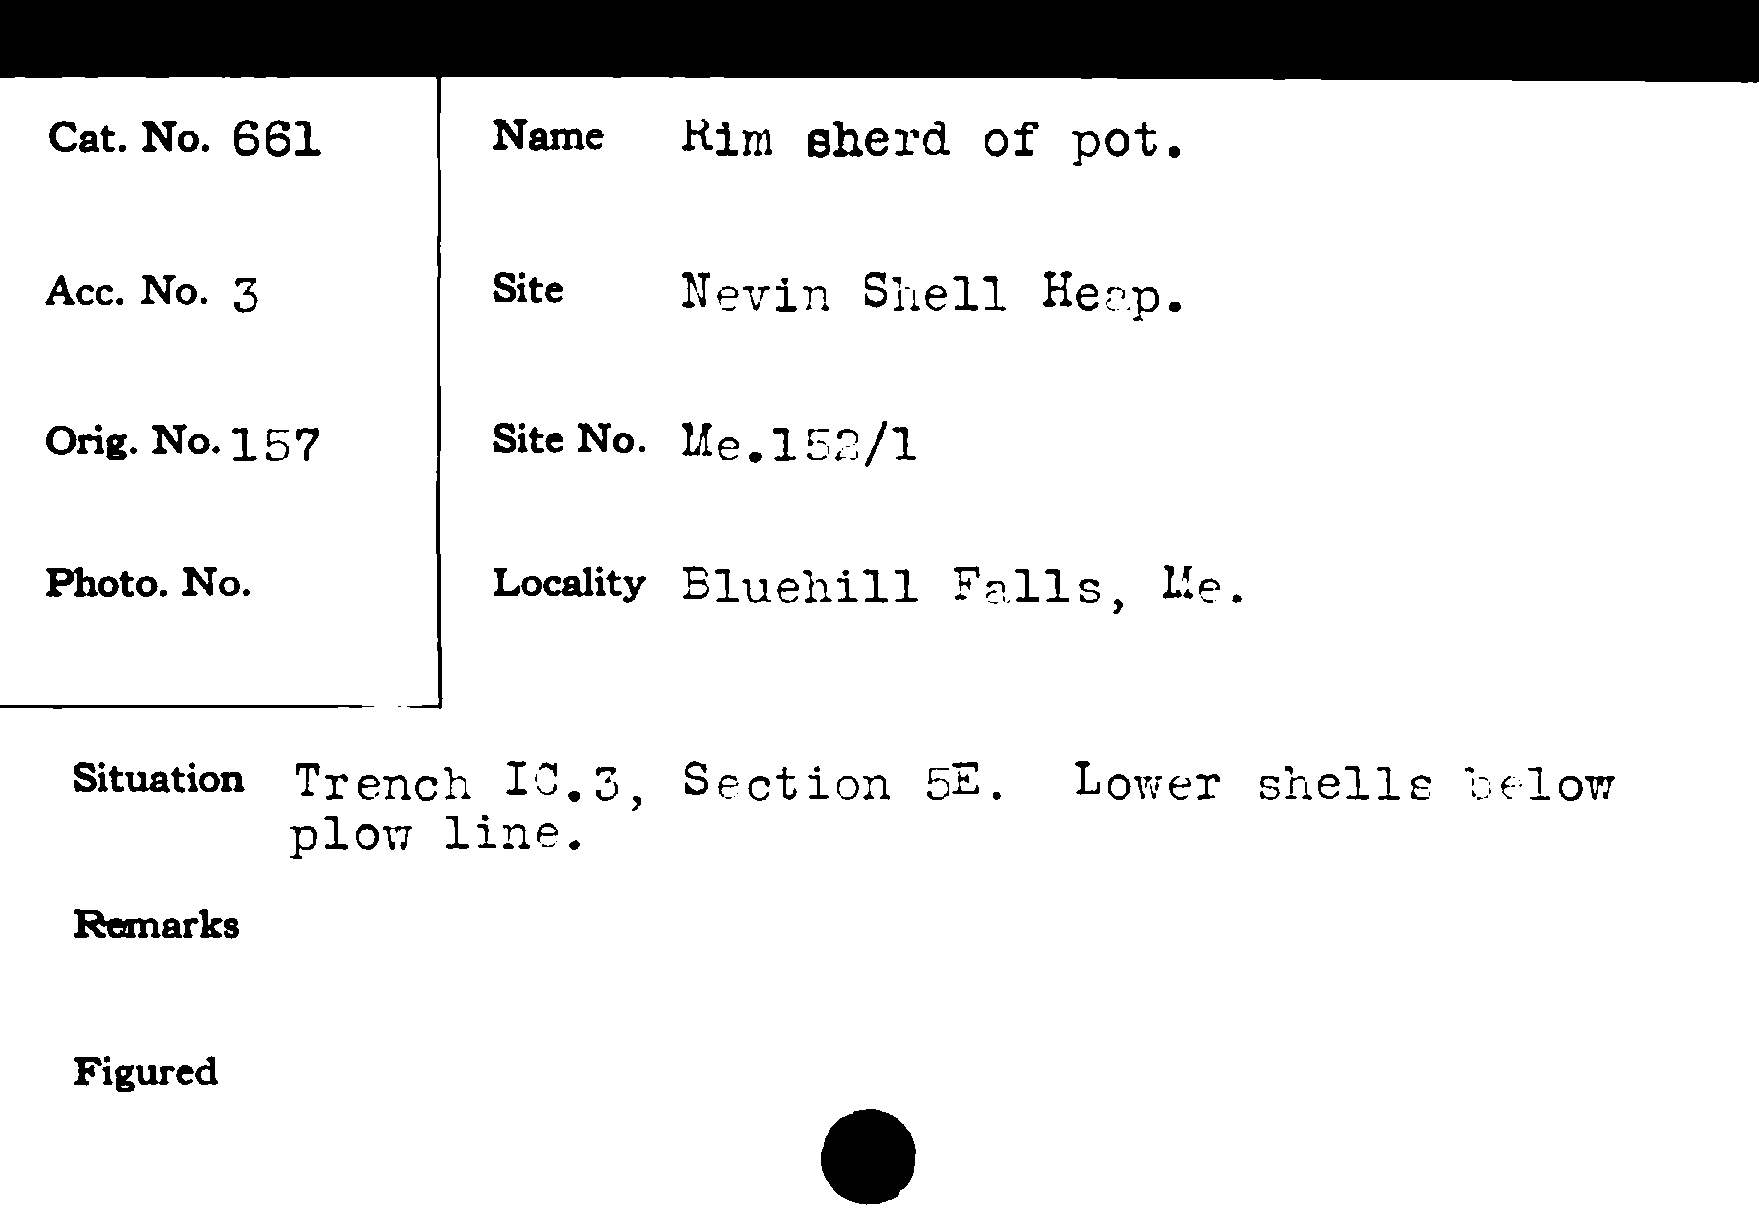 Cat. No. 661
Name Rim sherd of pot.
Acc. No. 3
Site Nevin Shell Heap.
Orig. No. 157
Site No. Me.152/1
Photo. No.
Locality Bluehill Falls, Me.
Situation Trench IC.3, Section 5E. Lower shells below
plow line.
Remarks
Figured